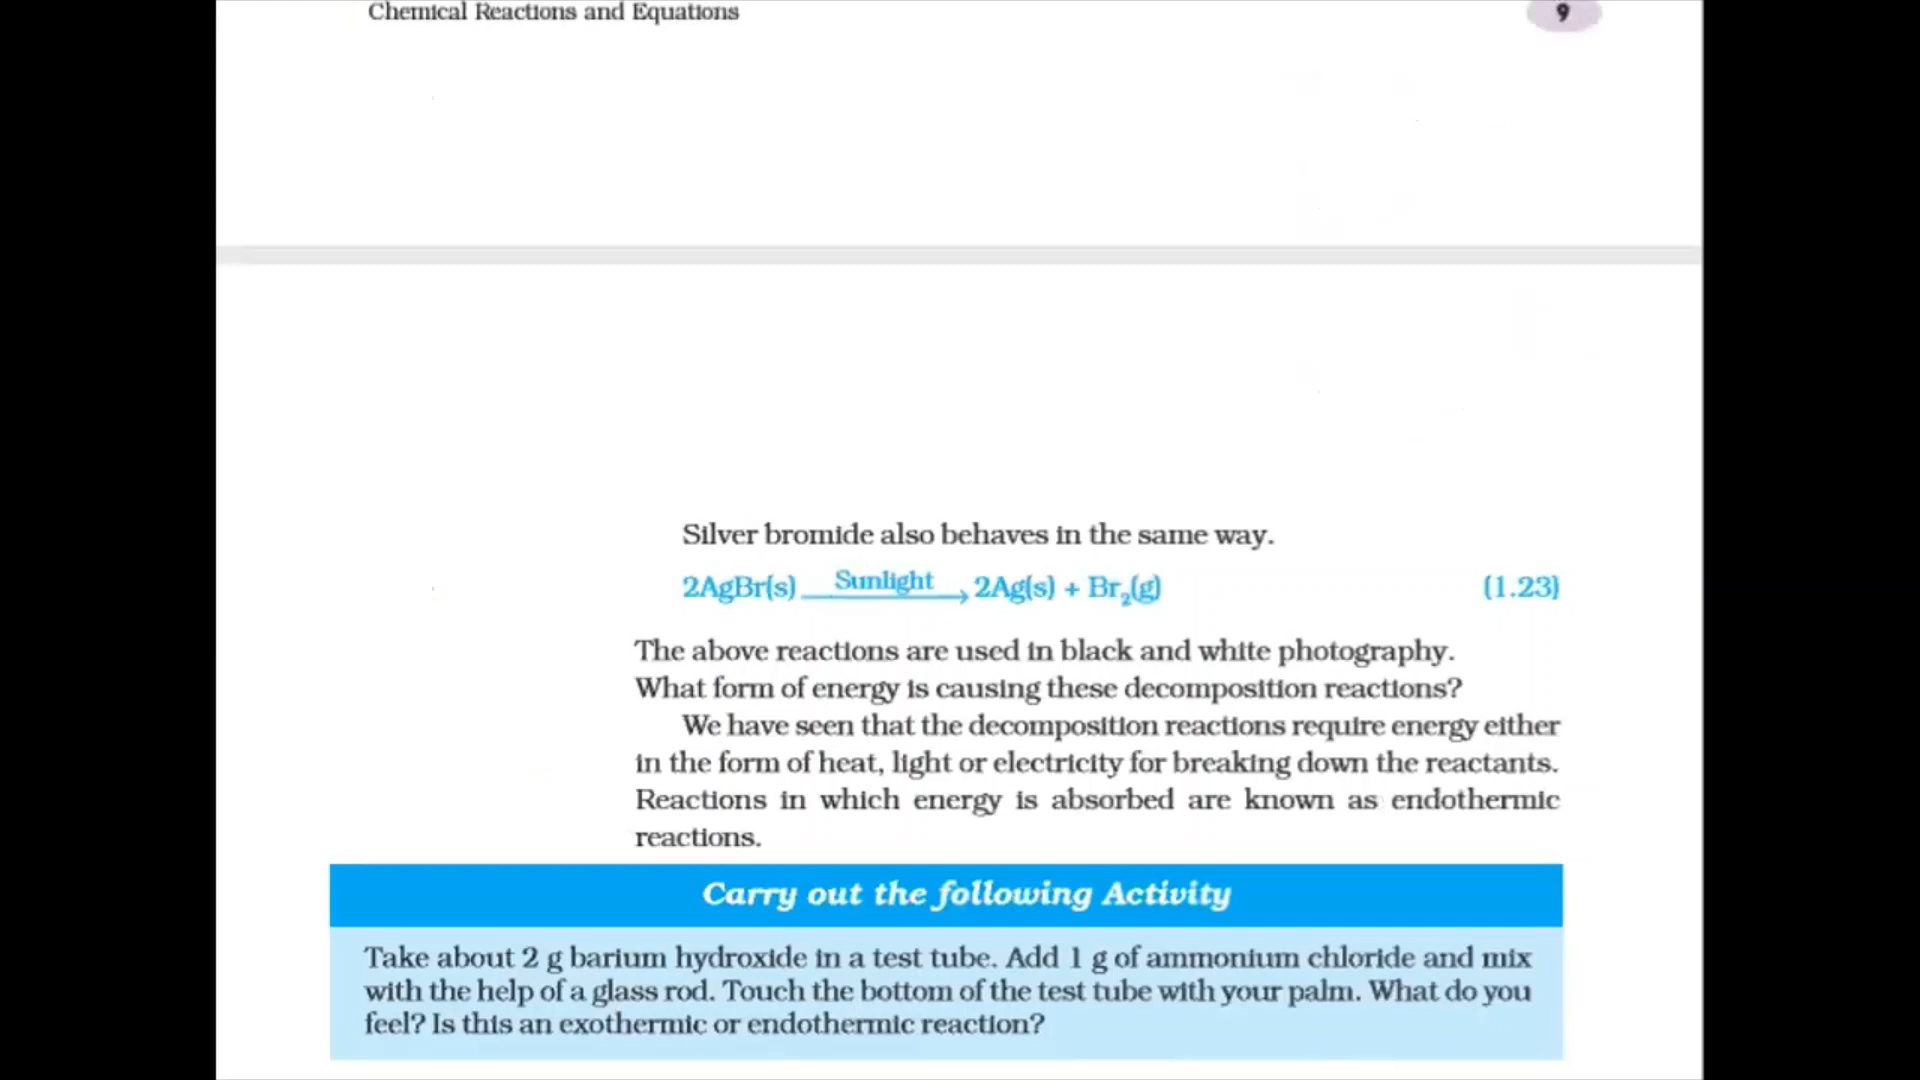 Chemical Reactions and Equations
9
Silver bromide also behaves in the same way.
2AgBr(s) Sunlight → 2Ag(s) + Br₂(g) (1.23)
The above reactions are used in black and white photography.
What form of energy is causing these decomposition reactions?
We have seen that the decomposition reactions require energy either
in the form of heat, light or electricity for breaking down the reactants.
Reactions in which energy is absorbed are known as endothermic
reactions.
Carry out the following Activity
Take about 2 g barium hydroxide in a test tube. Add 1 g of ammonium chloride and mix
with the help of a glass rod. Touch the bottom of the test tube with your palm. What do you
feel? Is this an exothermic or endothermic reaction?